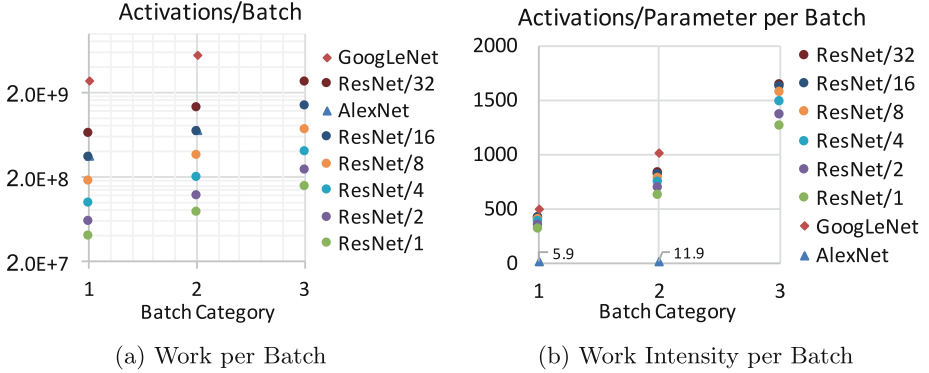 Activations/Batch
2.0E+9
2.0E+8
2.0E+7
1 2 3
Batch Category
GoogLeNet
ResNet/32
AlexNet
ResNet/16
ResNet/8
ResNet/4
ResNet/2
ResNet/1
(a) Work per Batch
Activations/Parameter per Batch
2000
1500
1000
500
0
5.9
11.9
1 2 3
Batch Category
ResNet/32
ResNet/16
ResNet/8
ResNet/4
ResNet/2
ResNet/1
GoogLeNet
AlexNet
(b) Work Intensity per Batch